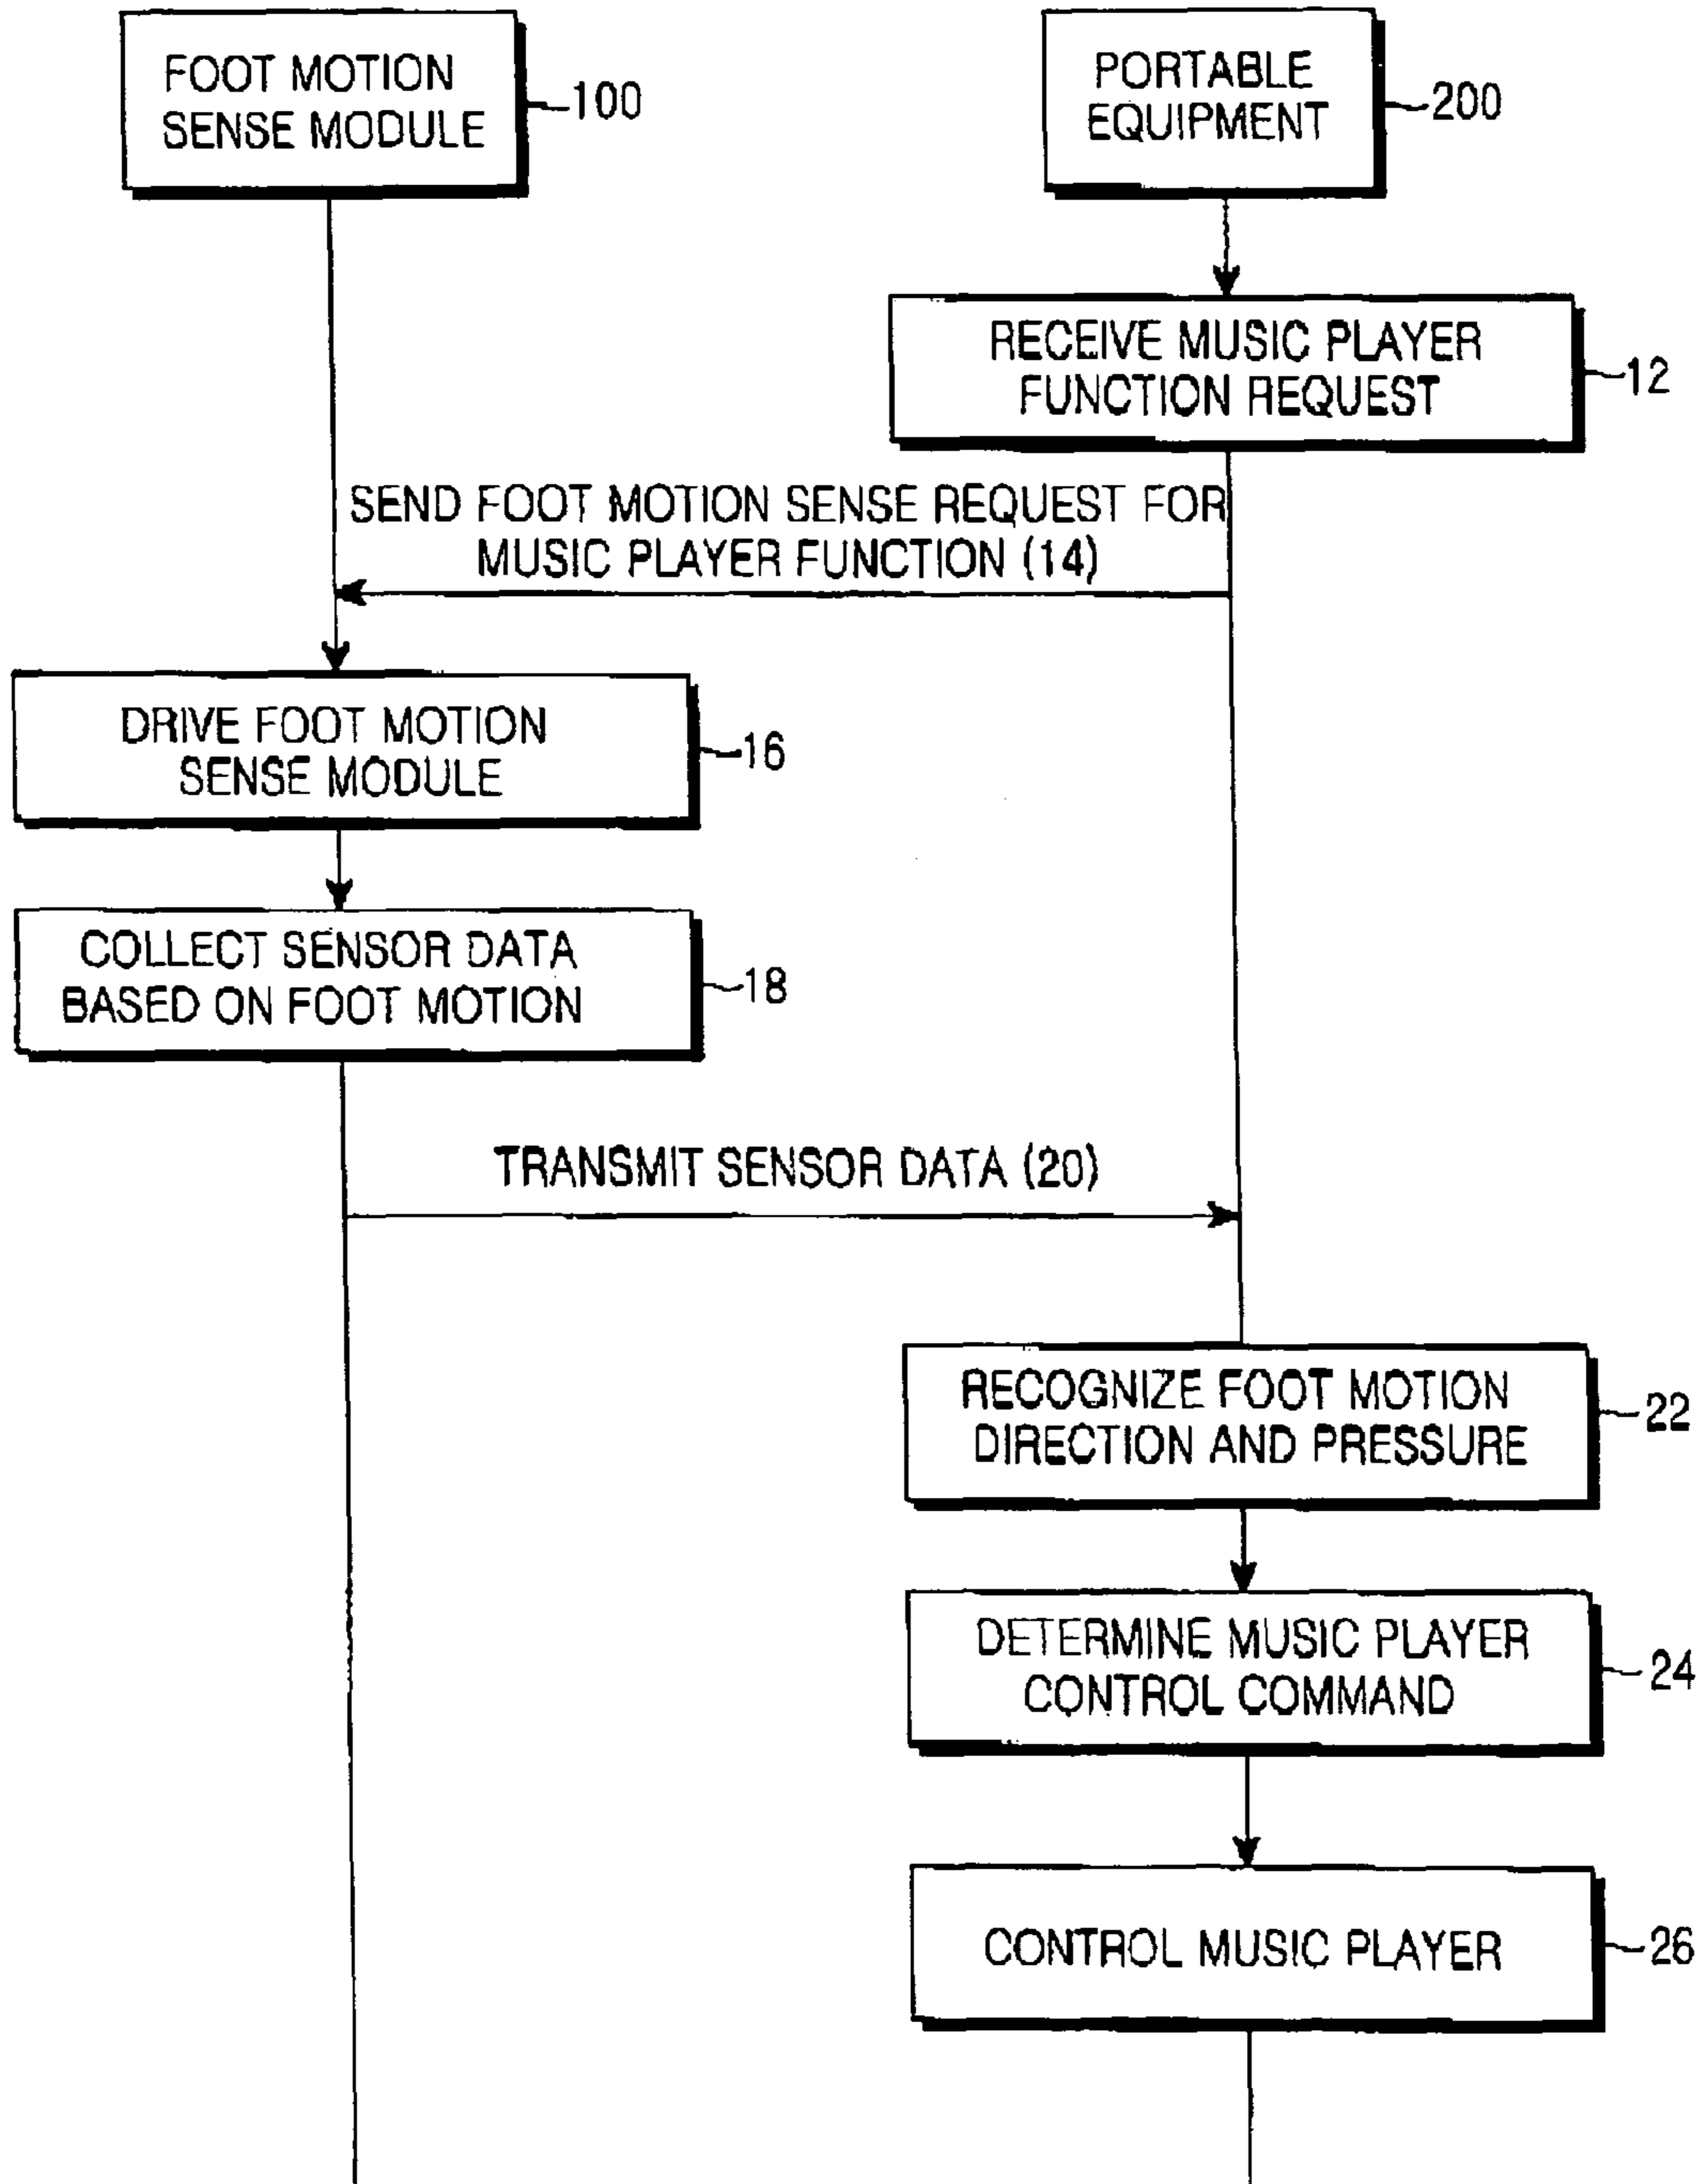 FOOT MOTION
SENSE MODULE
100
PORTABLE
EQUIPMENT
200
RECEIVE MUSIC PLAYER
FUNCTION REQUEST
12
SEND FOOT MOTION SENSE REQUEST FOR
MUSIC PLAYER FUNCTION (14)
DRIVE FOOT MOTION
SENSE MODULE
16
COLLECT SENSOR DATA
BASED ON FOOT MOTION
18
TRANSMIT SENSOR DATA (20)
RECOGNIZE FOOT MOTION
DIRECTION AND PRESSURE
22
DETERMINE MUSIC PLAYER
CONTROL COMMAND
24
CONTROL MUSIC PLAYER
26